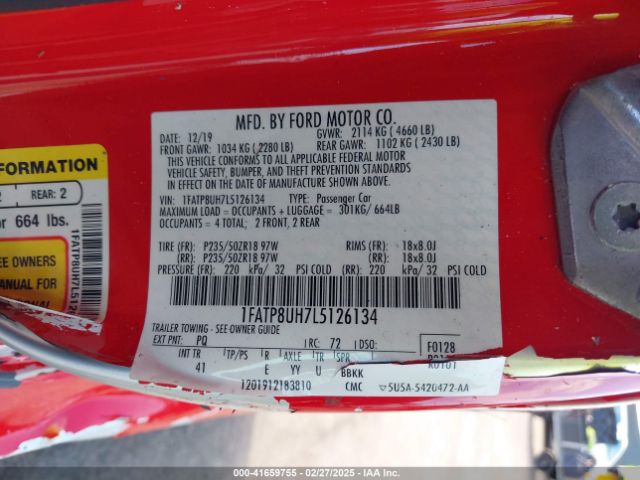 MFD. BY FORD MOTOR CO.
DATE: 12/19 GVWR: 2114 KG ( 4660 LB)
FRONT GAWR: 1034 KG ( 2280 LB) REAR GAWR: 1102 KG ( 2430 LB)
THIS VEHICLE CONFORMS TO ALL APPLICABLE FEDERAL MOTOR
VEHICLE SAFETY, BUMPER, AND THEFT PREVENTION STANDARDS
IN EFFECT ON THE DATE OF MANUFACTURE SHOWN ABOVE.
VIN: 1FATP8UH7L5126134 TYPE: Passenger Car
MAXIMUM LOAD = OCCUPANTS + LUGGAGE = 301KG/ 664LB
OCCUPANTS = 4 TOTAL; 2 FRONT, 2 REAR
TIRE (FR): P235/50ZR18 97W RIMS (FR): 18x8.0J
(RR): P235/50ZR18 97W (RR): 18x8.0J
PRESSURE (FR): 220 kPa/ 32 PSI COLD (RR): 220 kPa/ 32 PSI COLD
1FATP8UH7L5126134
TRAILER TOWING - SEE OWNER GUIDE
EXT PNT: PQ RC: 72 DSO: F0128
INT TR TP/PS R AXLE TR SPR R0101
41 E YY U BBKK
1201912183810 CMC 5U5A-5420472-AA
FORMATION
2 REAR: 2
or 664 lbs.
EE OWNERS
MANUAL FOR
IONAL
1FATP8UH7L5126
000-41659755 - 02/27/2025 - IAA Inc.